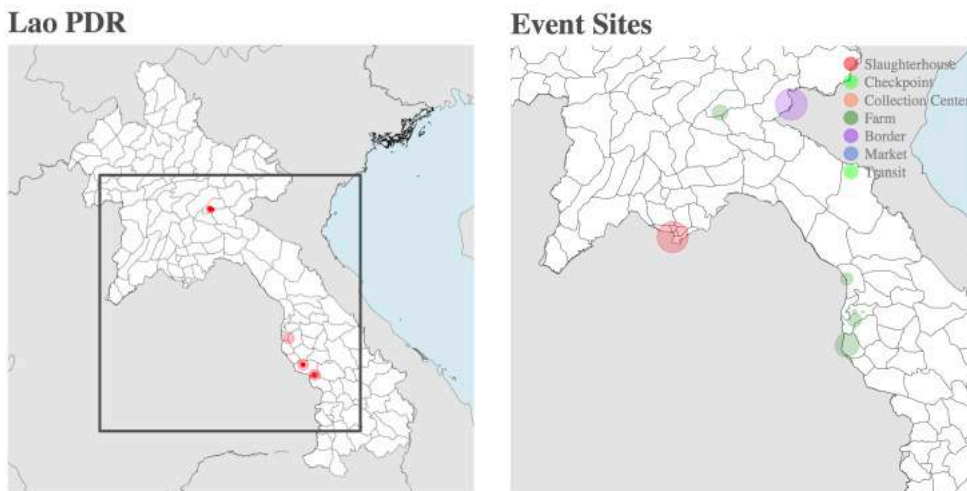 Lao PDR
Event Sites
Slaughterhouse
Checkpoint
Collection Center
Farm
Border
Market
Transit